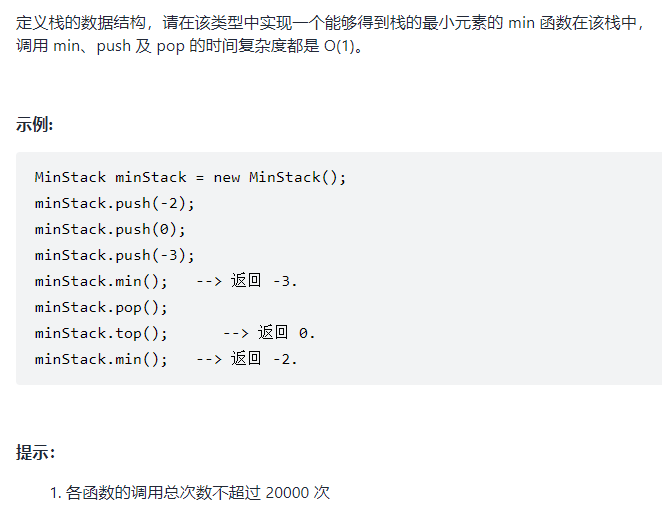 定义栈的数据结构，请在该类型中实现一个能够得到栈的最小元素的 min 函数在该栈中，
调用 min、push 及 pop 的时间复杂度都是 O(1)。
示例:
MinStack minStack = new MinStack();
minStack.push(-2);
minStack.push(0);
minStack.push(-3);
minStack.min();   --> 返回 -3.
minStack.pop();
minStack.top();      --> 返回 0.
minStack.min();   --> 返回 -2.
提示：
1. 各函数的调用总次数不超过 20000 次